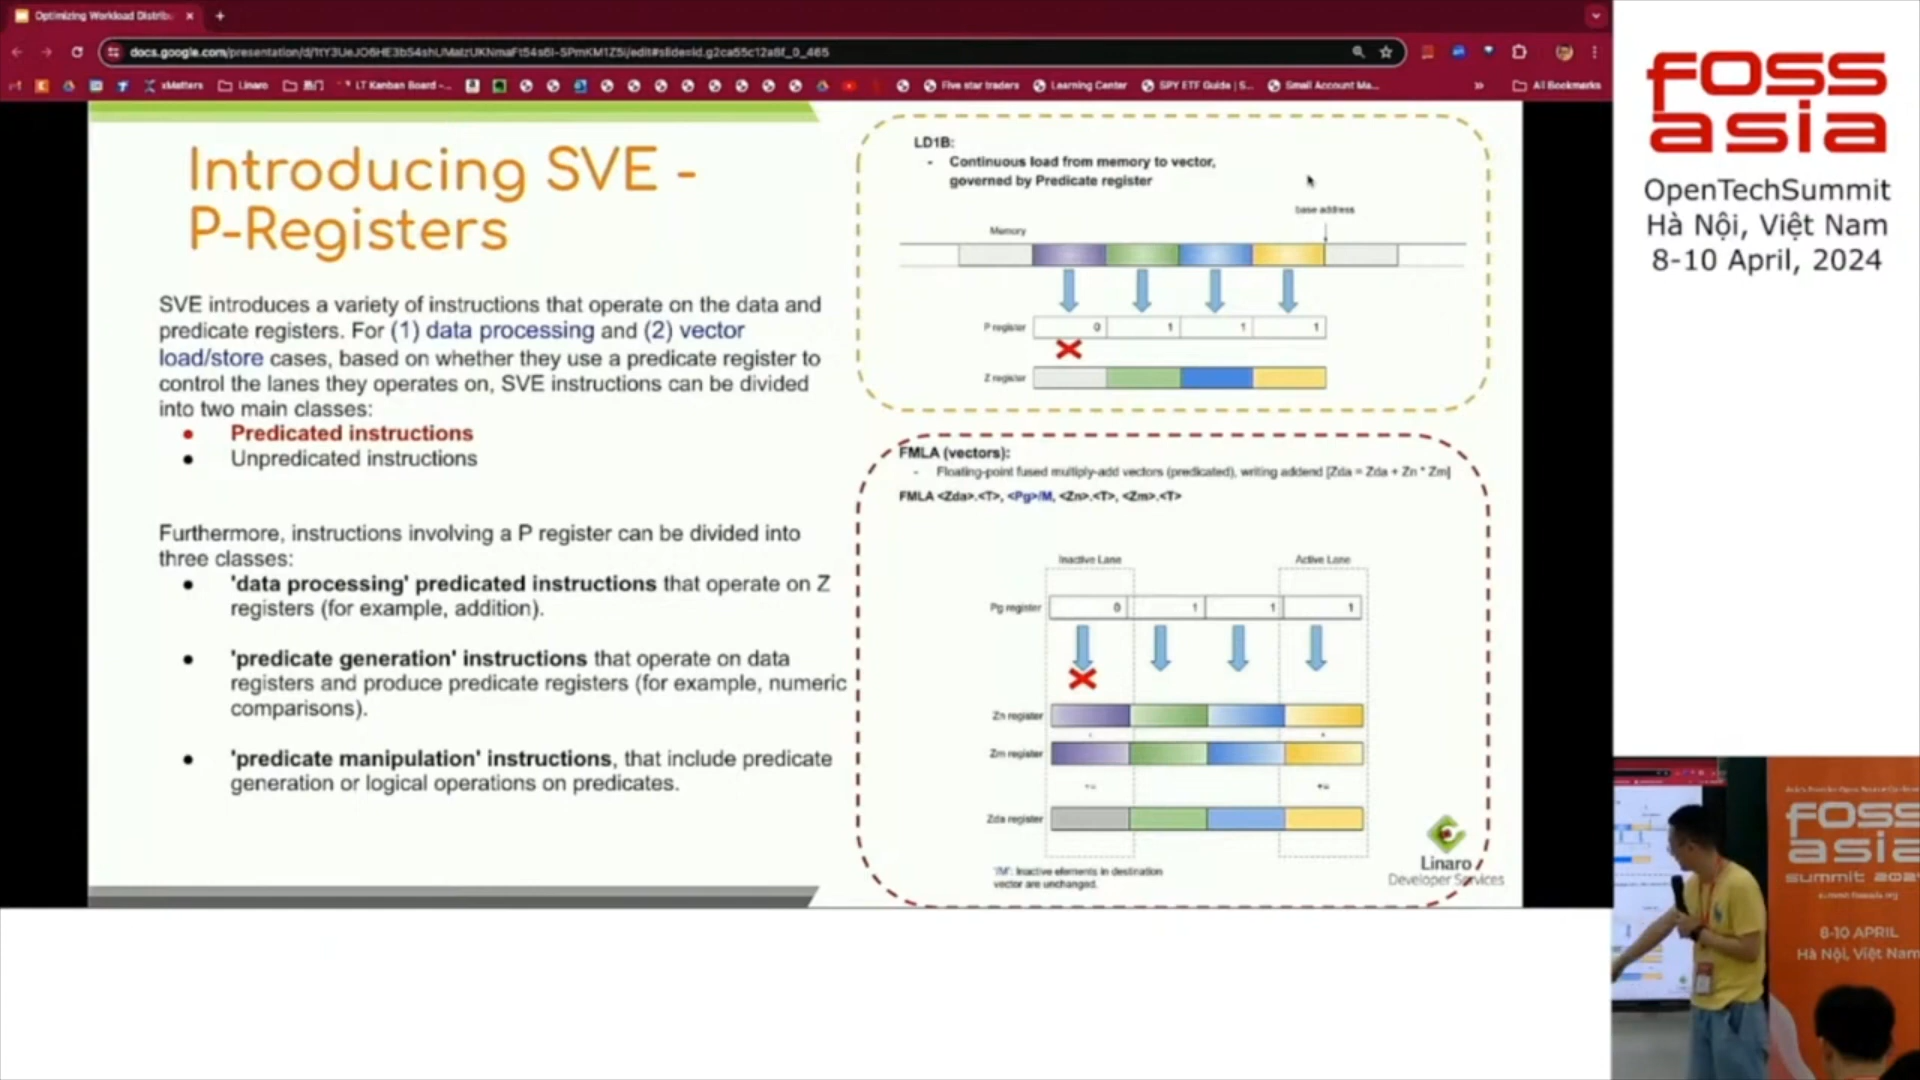 Optimizing Workload Distribu
docs.google.com/presentation/d/
xMatters
Linaro
热门
LT Kanban Board -...
Five star traders
Learning Center
SPY ETF Guide | S...
Small Account Ma...
All Bookmarks
Introducing SVE -
P-Registers
SVE introduces a variety of instructions that operate on the data and
predicate registers. For (1) data processing and (2) vector
load/store cases, based on whether they use a predicate register to
control the lanes they operates on, SVE instructions can be divided
into two main classes:
● Predicated instructions
● Unpredicated instructions
Furthermore, instructions involving a P register can be divided into
three classes:
● 'data processing' predicated instructions that operate on Z
registers (for example, addition).
● 'predicate generation' instructions that operate on data
registers and produce predicate registers (for example, numeric
comparisons).
● 'predicate manipulation' instructions, that include predicate
generation or logical operations on predicates.
LD1B:
- Continuous load from memory to vector,
governed by Predicate register
base address
Memory
P register 0 1 1 1
Z register
FMLA (vectors):
- Floating-point fused multiply-add vectors (predicated), writing addend [Zda = Zda + Zn * Zm]
FMLA <Zda>.<T>, <Pg>/M, <Zn>.<T>, <Zm>.<T>
Inactive Lane Active Lane
Pg register 0 1 1 1
Zn register
Zm register
+= +=
Zda register
'/M': Inactive elements in destination
vector are unchanged.
Linaro
Developer Services
foss
asia
OpenTechSummit
Hà Nội, Việt Nam
8-10 April, 2024
foss
asia
summit 2024
8-10 APRIL
Hà Nội, Việt Nam